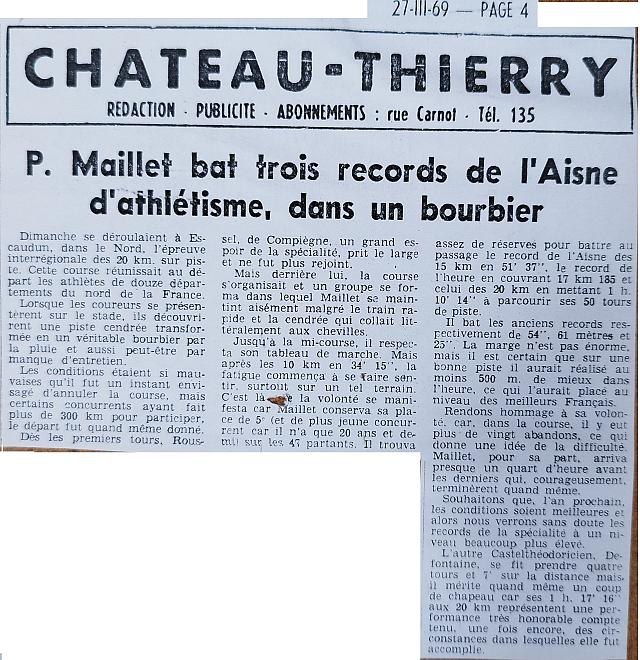 27-III-69 — PAGE 4
CHATEAU-THIERRY
REDACTION - PUBLICITE - ABONNEMENTS : rue Carnot - Tél. 135
P. Maillet bat trois records de l'Aisne
d'athlétisme, dans un bourbier
Dimanche se déroulaient à Es-
caudun, dans le Nord, l'épreuve
interrégionale des 20 km. sur pis-
te. Cette course réunissait au dé-
part les athlètes de douze dépar-
tements du nord de la France.
Lorsque les coureurs se présen-
tèrent sur le stade, ils découvri-
rent une piste cendrée transfor-
mée en un véritable bourbier par
la pluie et aussi peut-être par
manque d'entretien.
Les conditions étaient si mau-
vaises qu'il fut un instant envi-
sagé d'annuler la course, mais
certains concurrents ayant fait
plus de 300 km pour participer,
le départ fut quand même donné.
Dès les premiers tours, Rous-
sel, de Compiègne, un grand es-
poir de la spécialité, prit le large
et ne fut plus rejoint.
Mais derrière lui, la course
s'organisait et un groupe se for-
ma dans lequel Maillet se main-
tint aisément malgré le train ra-
pide et la cendrée qui collait lit-
téralement aux chevilles.
Jusqu'à la mi-course, il respec-
ta son tableau de marche. Mais
après les 10 km en 34' 15", la
fatigue commença à se faire sen-
tir, surtout sur un tel terrain.
C'est là la volonté se mani-
festa car Maillet conserva sa pla-
ce de 5e (et de plus jeune concur-
rent car il n'a que 20 ans et de-
mi) sur les 47 partants. Il trouva
assez de réserves pour battre au
passage le record de l'Aisne des
15 km en 51' 37", le record de
l'heure en couvrant 17 km 185 et
celui des 20 km en mettant 1 h.
10' 14" à parcourir ses 50 tours
de piste.
Il bat les anciens records res-
pectivement de 54", 61 mètres et
25". La marge n'est pas énorme,
mais il est certain que sur une
bonne piste il aurait réalisé au
moins 500 m. de mieux dans
l'heure, ce qui l'aurait placé au
niveau des meilleurs Français.
Rendons hommage à sa volon-
té, car, dans la course, il y eut
plus de vingt abandons, ce qui
donne une idée de la difficulté.
Maillet, pour sa part, arriva
presque un quart d'heure avant
les derniers qui, courageusement,
terminèrent quand même.
Souhaitons que, l'an prochain,
les conditions soient meilleures et
alors nous verrons sans doute les
records de la spécialité à un ni-
veau beaucoup plus élevé.
L'autre Castelthéodoricien, De-
fontaine, se fit prendre quatre
tours et 7' sur la distance mais
il mérite quand même un coup
de chapeau car ses 1 h. 17' 16"
aux 20 km représentent une per-
formance très honorable compte
tenu, une fois encore, des cir-
constances dans lesquelles elle fut
accomplie.